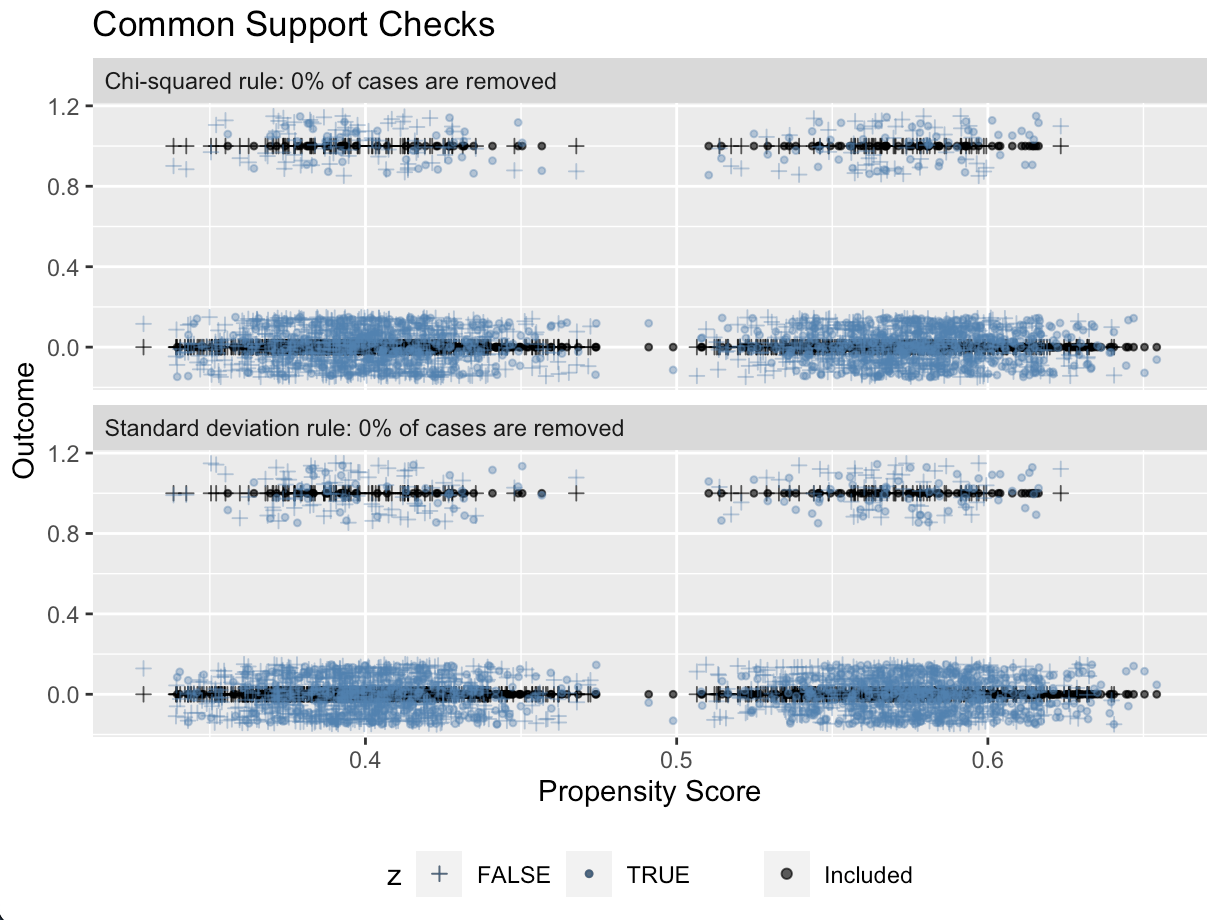 Common Support Checks
Chi-squared rule: 0% of cases are removed
1.2
0.8
0.4
0.0
Standard deviation rule: 0% of cases are removed
1.2
0.8
0.4
0.0
Outcome
0.4 0.5 0.6
Propensity Score
z FALSE TRUE Included